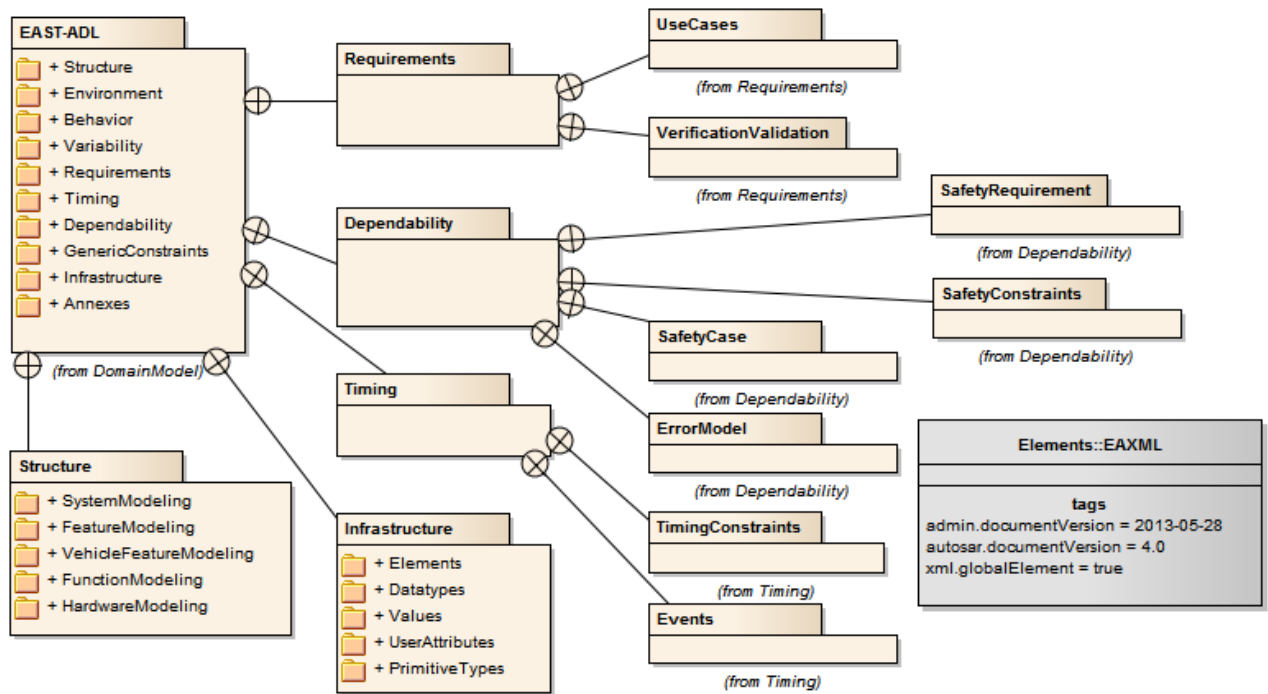 EAST-ADL
+ Structure
+ Environment
+ Behavior
+ Variability
+ Requirements
+ Timing
+ Dependability
+ GenericConstraints
+ Infrastructure
+ Annexes
(from DomainModel)
Structure
+ SystemModeling
+ FeatureModeling
+ VehicleFeatureModeling
+ FunctionModeling
+ HardwareModeling
Requirements
Dependability
Timing
Infrastructure
+ Elements
+ Datatypes
+ Values
+ UserAttributes
+ PrimitiveTypes
UseCases
(from Requirements)
VerificationValidation
(from Requirements)
SafetyRequirement
(from Dependability)
SafetyConstraints
(from Dependability)
SafetyCase
(from Dependability)
ErrorModel
(from Dependability)
TimingConstraints
(from Timing)
Events
(from Timing)
Elements::EAXML
tags
admin.documentVersion = 2013-05-28
autosar.documentVersion = 4.0
xml.globalElement = true